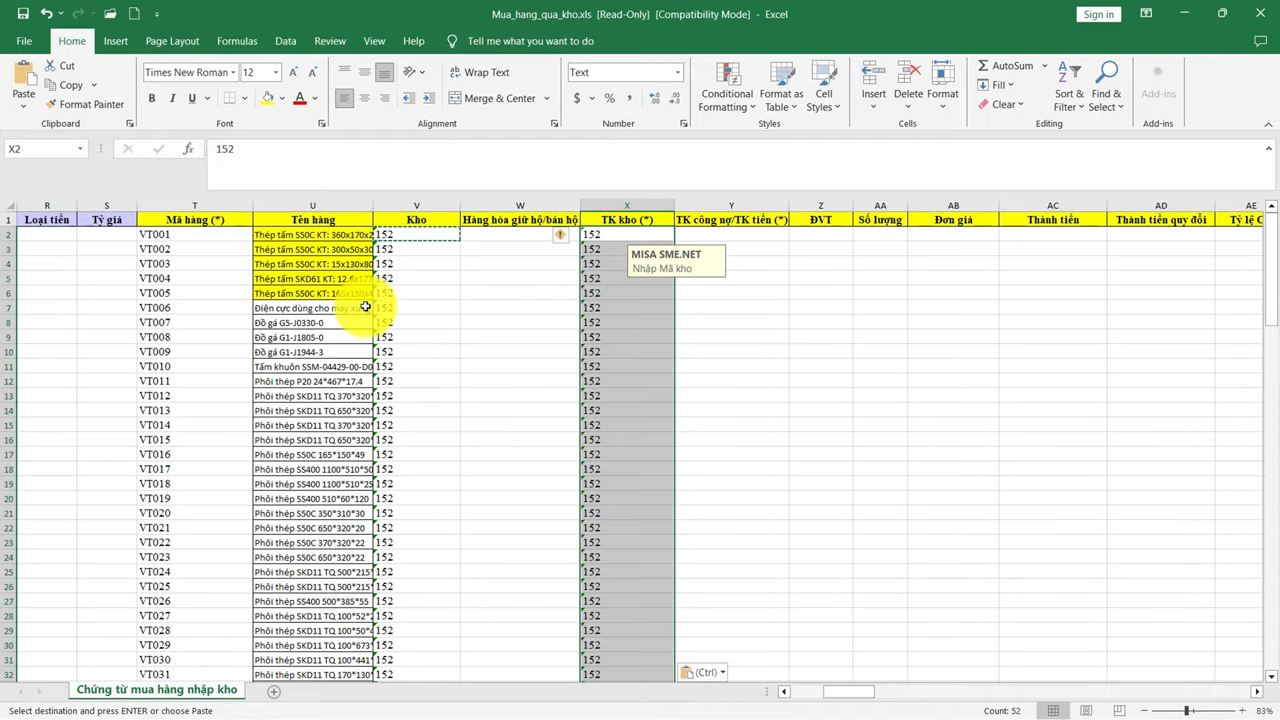 Mua_hang_qua_kho.xls [Read-Only] [Compatibility Mode] - Excel
Sign in
File Home Insert Page Layout Formulas Data Review View Help Tell me what you want to do
Paste
Cut
Copy
Format Painter
Clipboard
Times New Roman 12
B I U
Font
Wrap Text
Merge & Center
Alignment
Text
$ % ,
Number
Conditional Formatting
Format as Table
Cell Styles
Styles
Insert Delete Format
Cells
AutoSum
Fill
Clear
Sort & Filter
Find & Select
Editing
Add-ins
Add-ins
X2 fx 152
R S T U V W X Y Z AA AB AC AD AE
1 Loại tiền Tỷ giá Mã hàng (*) Tên hàng Kho Hàng hóa giữ hộ/bán hộ TK kho (*) TK công nợ/TK tiền (*) ĐVT Số lượng Đơn giá Thành tiền Thành tiền quy đổi Tỷ lệ C
2 VT001 Thép tấm S50C KT: 360x170x2 152 152
3 VT002 Thép tấm S50C KT: 300x50x30 152 152
4 VT003 Thép tấm S50C KT: 15x130x80 152 152
5 VT004 Thép tấm SKD61 KT: 12.6x177 152 152
6 VT005 Thép tấm S50C KT: 165x150x4 152 152
7 VT006 Điện cực dùng cho máy 152 152
8 VT007 Đồ gá G5-J0330-0 152 152
9 VT008 Đồ gá G1-J1805-0 152 152
10 VT009 Đồ gá G1-J1944-3 152 152
11 VT010 Tấm khuôn SSM-04429-00-D0 152 152
12 VT011 Phôi thép P20 24*467*17.4 152 152
13 VT012 Phôi thép SKD11 TQ 370*320* 152 152
14 VT013 Phôi thép SKD11 TQ 650*320* 152 152
15 VT014 Phôi thép SKD11 TQ 370*320* 152 152
16 VT015 Phôi thép SKD11 TQ 650*320* 152 152
17 VT016 Phôi thép S50C 165*150*49 152 152
18 VT017 Phôi thép SS400 1100*510*50 152 152
19 VT018 Phôi thép SS400 1100*510*25 152 152
20 VT019 Phôi thép SS400 510*60*120 152 152
21 VT020 Phôi thép S50C 350*310*30 152 152
22 VT021 Phôi thép S50C 650*320*20 152 152
23 VT022 Phôi thép S50C 370*320*22 152 152
24 VT023 Phôi thép S50C 650*320*22 152 152
25 VT024 Phôi thép SKD11 TQ 500*215* 152 152
26 VT025 Phôi thép SKD11 TQ 500*215* 152 152
27 VT026 Phôi thép SS400 500*385*55 152 152
28 VT027 Phôi thép SKD11 TQ 100*52*2 152 152
29 VT028 Phôi thép SKD11 TQ 100*50*4 152 152
30 VT029 Phôi thép SKD11 TQ 100*673* 152 152
31 VT030 Phôi thép SKD11 TQ 100*441* 152 152
32 VT031 Phôi thép SKD11 TQ 170*130* 152 152
MISA SME.NET
Nhập Mã kho
(Ctrl)
Chứng từ mua hàng nhập kho
Select destination and press ENTER or choose Paste Count: 52 83%